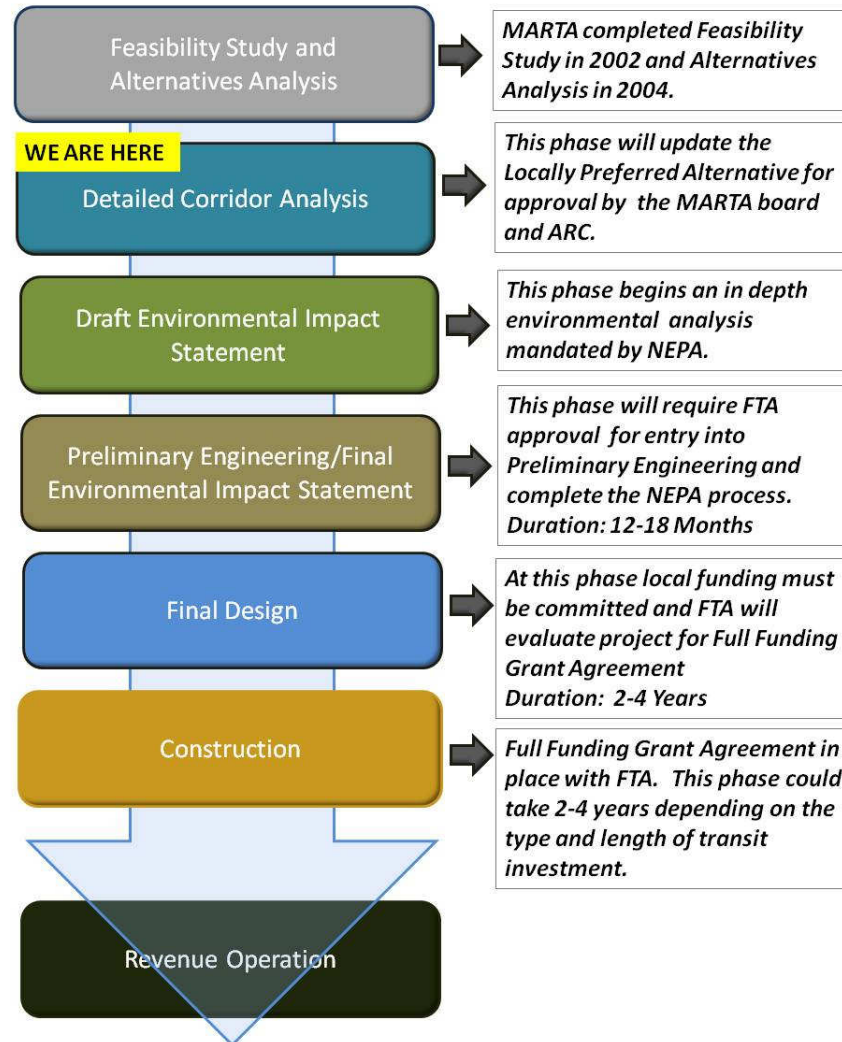 Feasibility Study and
Alternatives Analysis
MARTA completed Feasibility
Study in 2002 and Alternatives
Analysis in 2004.
WE ARE HERE
Detailed Corridor Analysis
This phase will update the
Locally Preferred Alternative for
approval by the MARTA board
and ARC.
Draft Environmental Impact
Statement
This phase begins an in depth
environmental analysis
mandated by NEPA.
Preliminary Engineering/Final
Environmental Impact Statement
This phase will require FTA
approval for entry into
Preliminary Engineering and
complete the NEPA process.
Duration: 12-18 Months
Final Design
At this phase local funding must
be committed and FTA will
evaluate project for Full Funding
Grant Agreement
Duration: 2-4 Years
Construction
Full Funding Grant Agreement in
place with FTA. This phase could
take 2-4 years depending on the
type and length of transit
investment.
Revenue Operation